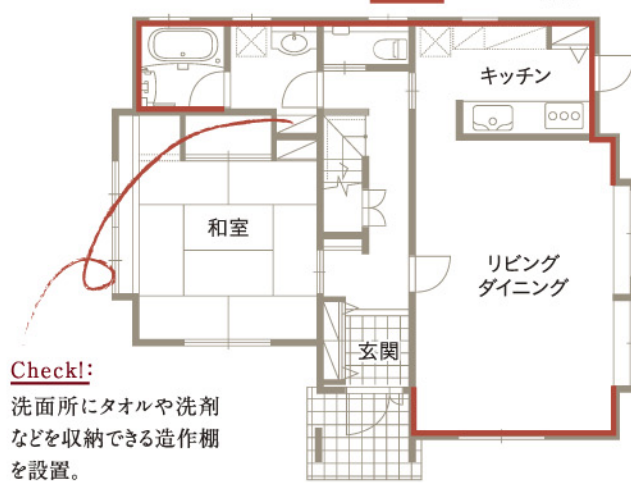 キッチン
和室
リビング
ダイニング
玄関
Check!:
洗面所にタオルや洗剤
などを収納できる造作棚
を設置。